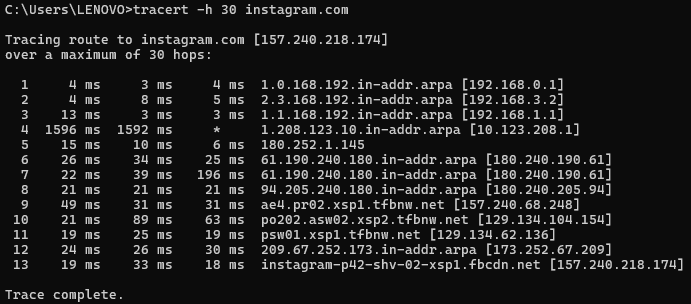 C:\Users\LENOVO>tracert -h 30 instagram.com
Tracing route to instagram.com [157.240.218.174]
over a maximum of 30 hops:
1 4 ms 3 ms 4 ms 1.0.168.192.in-addr.arpa [192.168.0.1]
2 4 ms 8 ms 5 ms 2.3.168.192.in-addr.arpa [192.168.3.2]
3 13 ms 3 ms 3 ms 1.1.168.192.in-addr.arpa [192.168.1.1]
4 1596 ms 1592 ms * 1.208.123.10.in-addr.arpa [10.123.208.1]
5 15 ms 10 ms 6 ms 180.252.1.145
6 26 ms 34 ms 25 ms 61.190.240.180.in-addr.arpa [180.240.190.61]
7 22 ms 39 ms 196 ms 61.190.240.180.in-addr.arpa [180.240.190.61]
8 21 ms 21 ms 21 ms 94.205.240.180.in-addr.arpa [180.240.205.94]
9 49 ms 31 ms 31 ms ae4.pr02.xsp1.tfbnw.net [157.240.68.248]
10 21 ms 89 ms 63 ms po202.asw02.xsp2.tfbnw.net [129.134.104.154]
11 19 ms 25 ms 19 ms psw01.xsp1.tfbnw.net [129.134.62.136]
12 24 ms 26 ms 30 ms 209.67.252.173.in-addr.arpa [173.252.67.209]
13 19 ms 33 ms 18 ms instagram-p42-shv-02-xsp1.fbcdn.net [157.240.218.174]
Trace complete.